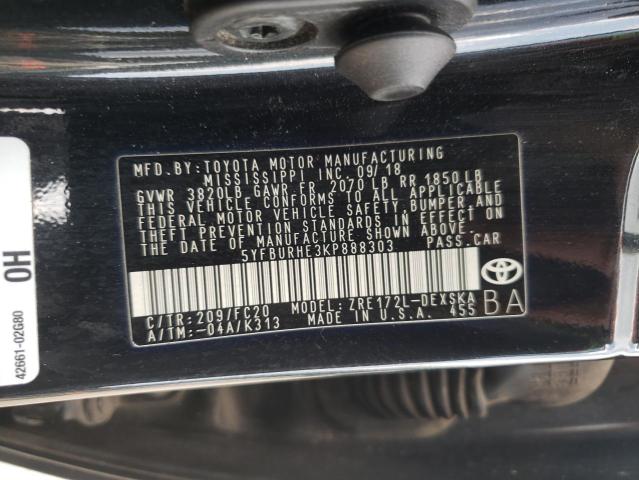 MFD. BY: TOYOTA MOTOR MANUFACTURING
MISSISSIPPI INC 09/18
GVWR 3820LB GAWR FR 2070 LB RR 1850 LB
THIS VEHICLE CONFORMS TO ALL APPLICABLE
FEDERAL MOTOR VEHICLE SAFETY, BUMPER, AND
THEFT PREVENTION STANDARDS IN EFFECT ON
THE DATE OF MANUFACTURE SHOWN ABOVE.
5YFBURHE3KP888303 PASS.CAR
C/TR: 209/FC20 MODEL: ZRE172L-DEXSKA
A/TM:-04A/K313 MADE IN U.S.A. 455
BA
OH
42661-02G80